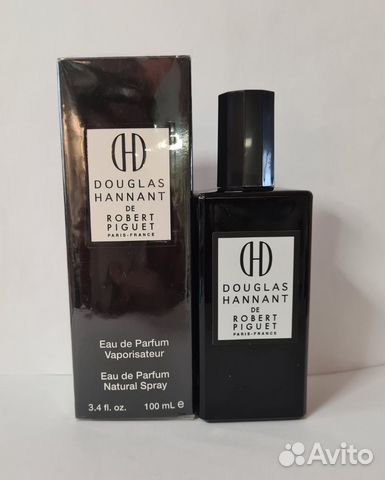 DH
DOUGLAS
HANNANT
DE
ROBERT
PIGUET
PARIS-FRANCE
Eau de Parfum
Vaporisateur
Eau de Parfum
Natural Spray
3.4 fl. oz. 100 mL e
DH
DOUGLAS
HANNANT
DE
ROBERT
PIGUET
PARIS-FRANCE
Avito